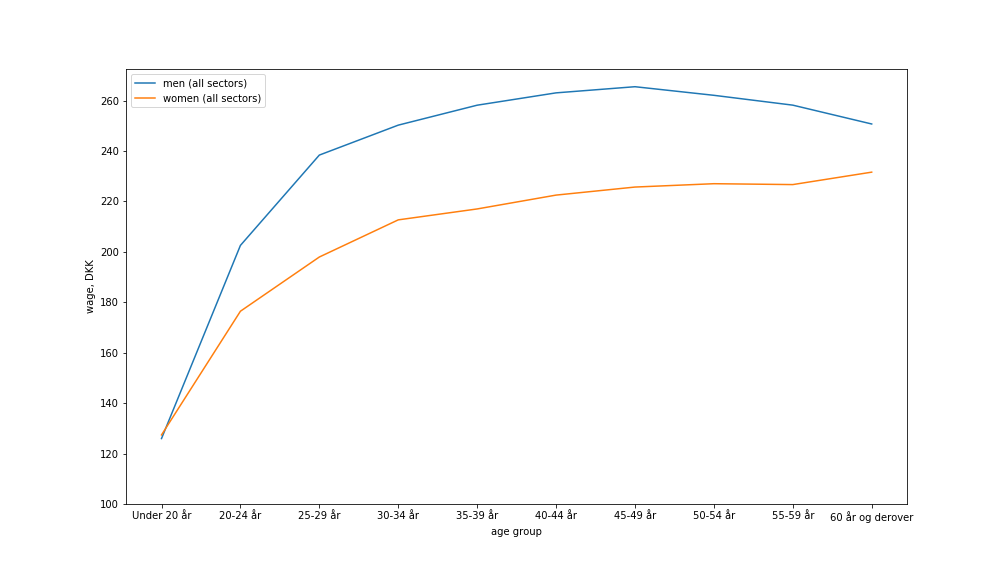 men (all sectors)
women (all sectors)
260
240
220
200
180
160
140
120
100
wage, DKK
Under 20 år 20-24 år 25-29 år 30-34 år 35-39 år 40-44 år 45-49 år 50-54 år 55-59 år 60 år og derover
age group